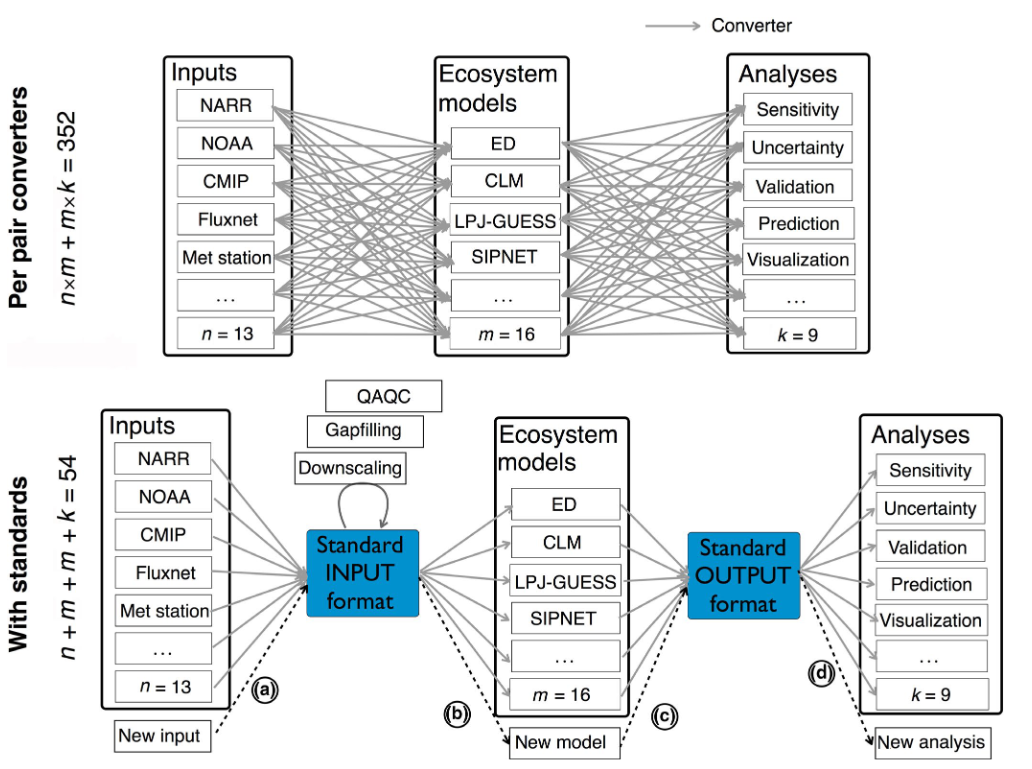 Converter
Per pair converters
n×m + m×k = 352
Inputs
NARR
NOAA
CMIP
Fluxnet
Met station
...
n = 13
Ecosystem
models
ED
CLM
LPJ-GUESS
SIPNET
...
m = 16
Analyses
Sensitivity
Uncertainty
Validation
Prediction
Visualization
...
k = 9
With standards
n + m + m + k = 54
Inputs
NARR
NOAA
CMIP
Fluxnet
Met station
...
n = 13
New input
(a)
QAQC
Gapfilling
Downscaling
Standard
INPUT
format
(b)
Ecosystem
models
ED
CLM
LPJ-GUESS
SIPNET
...
m = 16
New model
(c)
Standard
OUTPUT
format
(d)
Analyses
Sensitivity
Uncertainty
Validation
Prediction
Visualization
...
k = 9
New analysis